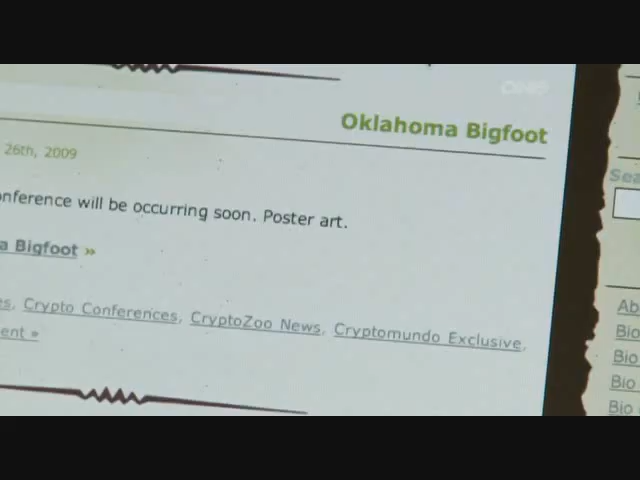 Oklahoma Bigfoot
26th, 2009
onference will be occurring soon. Poster art.
a Bigfoot »
es, Crypto Conferences, CryptoZoo News, Cryptomundo Exclusive,
ent »
Sea
Ab
Bio
Bio
Bio
Bio